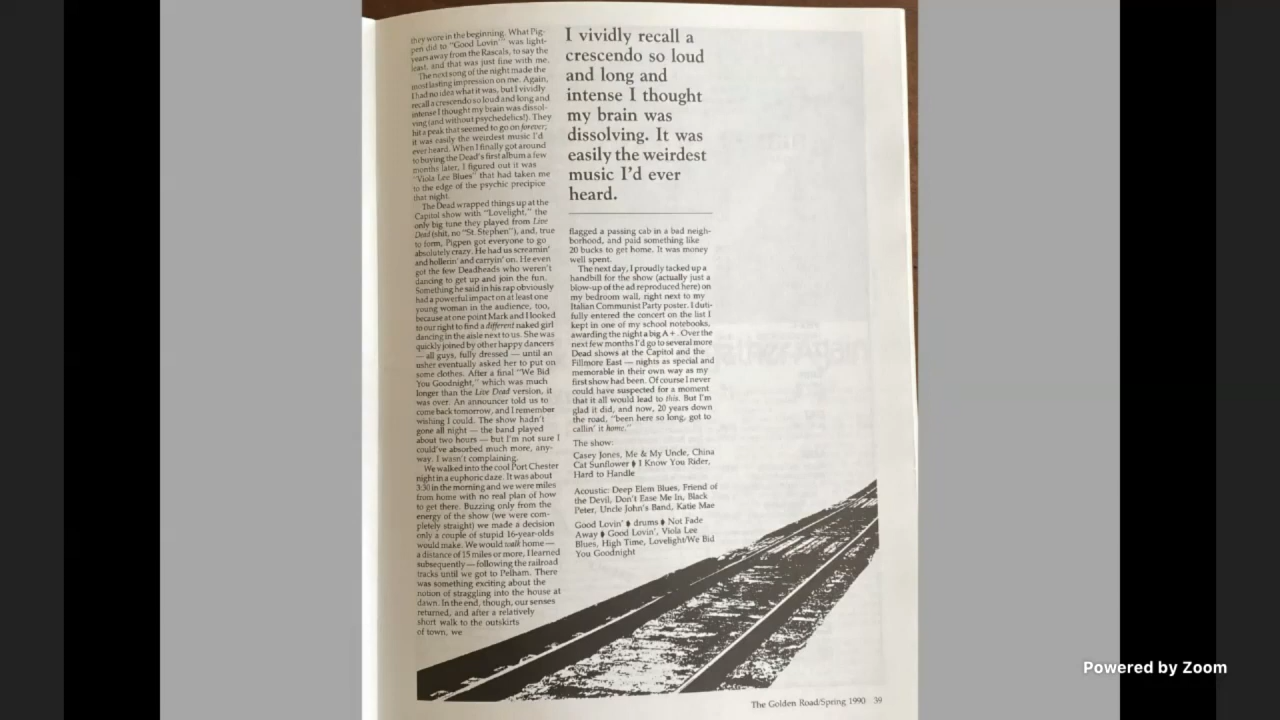 they were in the beginning. What Pig-
pen did to "Good Lovin'" was light-
years away from the Rascals, to say the
least, and that was just fine with me.
The next song of the night made the
most lasting impression on me. Again,
I had no idea what it was, but I vividly
recall a crescendo so loud and long and
intense I thought my brain was dissol-
ving (and without psychedelics!). They
hit a peak that seemed to go on forever;
it was easily the weirdest music I'd
ever heard. When I finally got around
to buying the Dead's first album a few
months later, I figured out it was
"Viola Lee Blues" that had taken me
to the edge of the psychic precipice
that night.
The Dead wrapped things up at the
Capitol show with "Lovelight," the
only big tune they played from Live
Dead (shit, no "St. Stephen"), and, true
to form, Pigpen got everyone to go
absolutely crazy. He had us screamin'
and hollerin' and carryin' on. He even
got the few Deadheads who weren't
dancing to get up and join the fun.
Something he said in his rap obviously
had a powerful impact on at least one
young woman in the audience, too,
because at one point Mark and I looked
to our right to find a different naked girl
dancing in the aisle next to us. She was
quickly joined by other happy dancers
— all guys, fully dressed — until an
usher eventually asked her to put on
some clothes. After a final "We Bid
You Goodnight," which was much
longer than the Live Dead version, it
was over. An announcer told us to
come back tomorrow, and I remember
wishing I could. The show hadn't
gone all night — the band played
about two hours — but I'm not sure I
could've absorbed much more, any-
way. I wasn't complaining.
We walked into the cool Port Chester
night in a euphoric daze. It was about
3:30 in the morning and we were miles
from home with no real plan of how
to get there. Buzzing only from the
energy of the show (we were com-
pletely straight) we made a decision
only a couple of stupid 16-year-olds
would make. We would walk home —
a distance of 15 miles or more, I learned
subsequently — following the railroad
tracks until we got to Pelham. There
was something exciting about the
notion of straggling into the house at
dawn. In the end, though, our senses
returned, and after a relatively
short walk to the outskirts
of town, we
I vividly recall a
crescendo so loud
and long and
intense I thought
my brain was
dissolving. It was
easily the weirdest
music I'd ever
heard.
flagged a passing cab in a bad neigh-
borhood, and paid something like
20 bucks to get home. It was money
well spent.
The next day, I proudly tacked up a
handbill for the show (actually just a
blow-up of the ad reproduced here) on
my bedroom wall, right next to my
Italian Communist Party poster. I duti-
fully entered the concert on the list I
kept in one of my school notebooks,
awarding the night a big A+. Over the
next few months I'd go to several more
Dead shows at the Capitol and the
Fillmore East — nights as special and
memorable in their own way as my
first show had been. Of course I never
could have suspected for a moment
that it all would lead to this. But I'm
glad it did, and now, 20 years down
the road, "been here so long, got to
callin' it home."
The show:
Casey Jones, Me & My Uncle, China
Cat Sunflower ➧ I Know You Rider,
Hard to Handle
Acoustic: Deep Elem Blues, Friend of
the Devil, Don't Ease Me In, Black
Peter, Uncle John's Band, Katie Mae
Good Lovin' ➧ drums ➧ Not Fade
Away ➧ Good Lovin', Viola Lee
Blues, High Time, Lovelight/We Bid
You Goodnight
The Golden Road/Spring 1990 39
Powered by Zoom